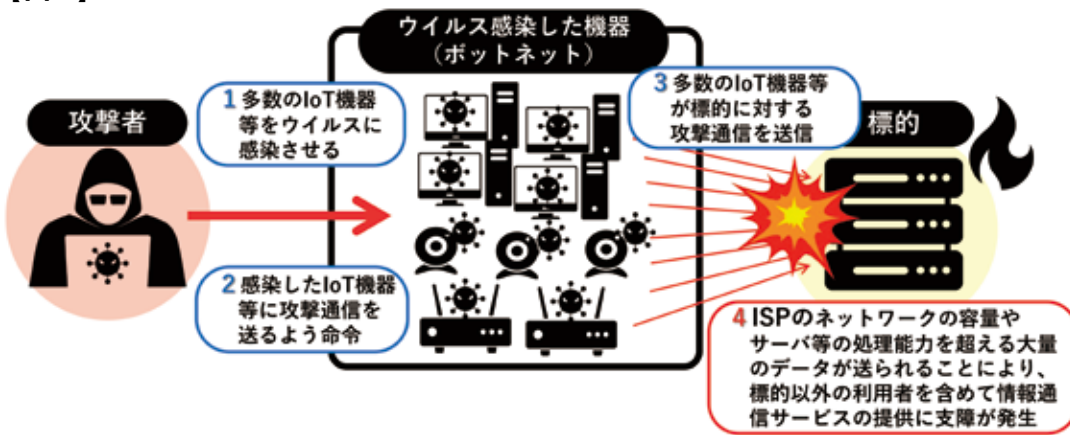 ウイルス感染した機器
（ボットネット）
攻撃者
1 多数のIoT機器
等をウイルスに
感染させる
2 感染したIoT機器
等に攻撃通信を
送るよう命令
3 多数のIoT機器等
が標的に対する
攻撃通信を送信
標的
4 ISPのネットワークの容量や
サーバ等の処理能力を超える大量
のデータが送られることにより、
標的以外の利用者を含めて情報通
信サービスの提供に支障が発生